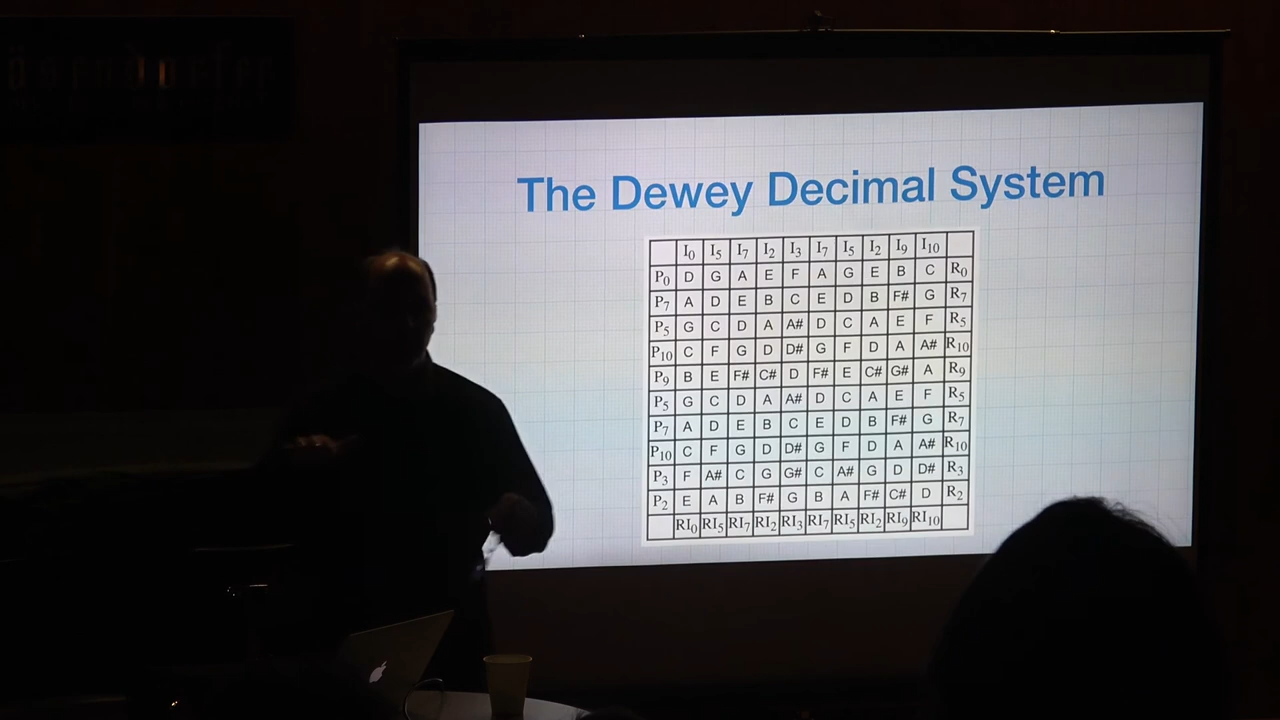 Bösendorfer
The Dewey Decimal System
I0 I5 I7 I2 I3 I7 I5 I2 I9 I10
P0 D G A E F A G E B C R0
P7 A D E B C E D B F# G R7
P5 G C D A A# D C A E F R5
P10 C F G D D# G F D A A# R10
P9 B E F# C# D F# E C# G# A R9
P5 G C D A A# D C A E F R5
P7 A D E B C E D B F# G R7
P10 C F G D D# G F D A A# R10
P3 F A# C G G# C A# G D D# R3
P2 E A B F# G B A F# C# D R2
RI0 RI5 RI7 RI2 RI3 RI7 RI5 RI2 RI9 RI10